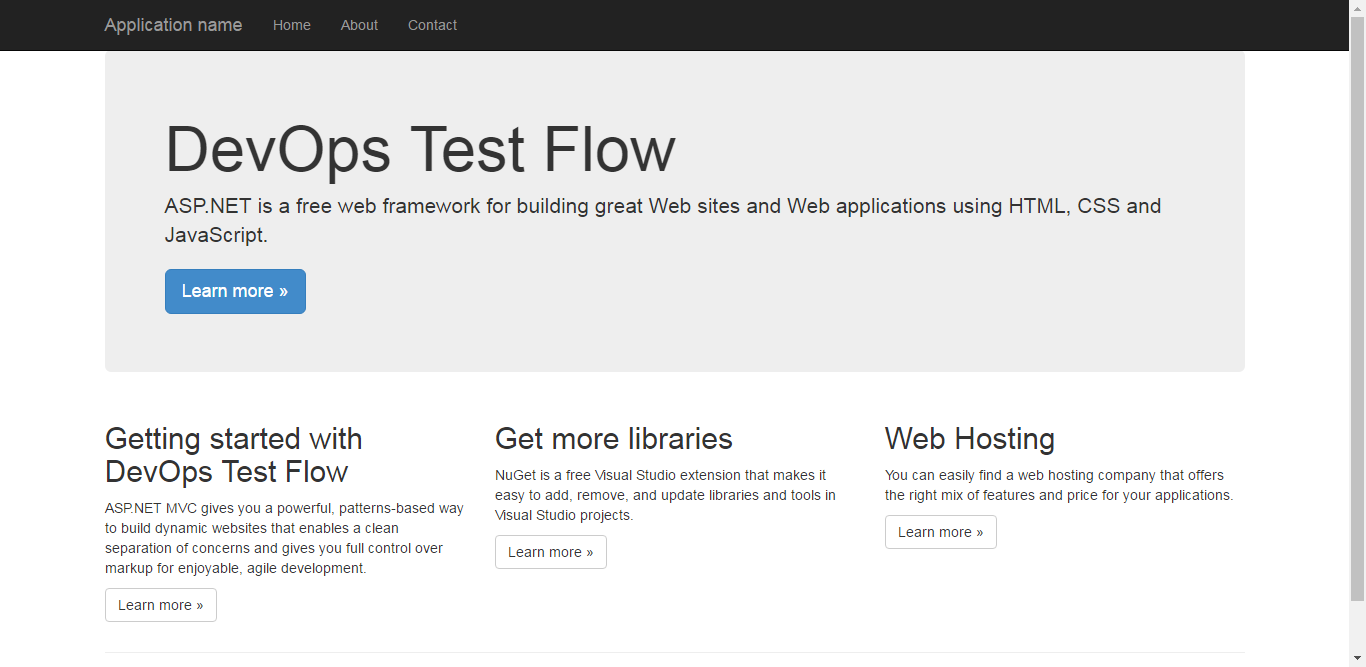 Application name Home About Contact
DevOps Test Flow
ASP.NET is a free web framework for building great Web sites and Web applications using HTML, CSS and
JavaScript.
Learn more »
Getting started with
DevOps Test Flow
ASP.NET MVC gives you a powerful, patterns-based way
to build dynamic websites that enables a clean
separation of concerns and gives you full control over
markup for enjoyable, agile development.
Learn more »
Get more libraries
NuGet is a free Visual Studio extension that makes it
easy to add, remove, and update libraries and tools in
Visual Studio projects.
Learn more »
Web Hosting
You can easily find a web hosting company that offers
the right mix of features and price for your applications.
Learn more »